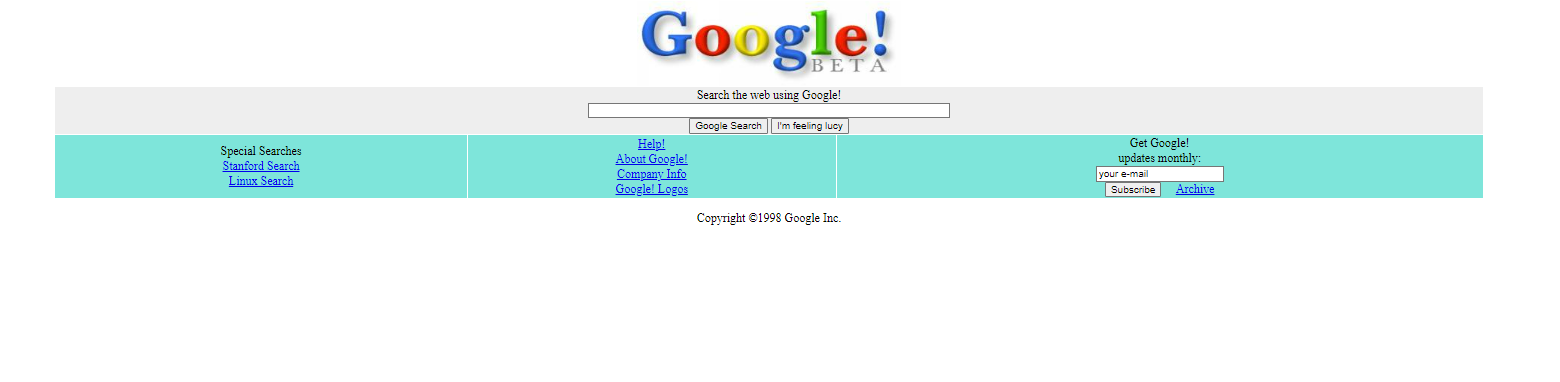 Google!
BETA
Search the web using Google!
Google Search I'm feeling lucy
Special Searches
Stanford Search
Linux Search
Help!
About Google!
Company Info
Google! Logos
Get Google!
updates monthly:
your e-mail
Subscribe Archive
Copyright ©1998 Google Inc.